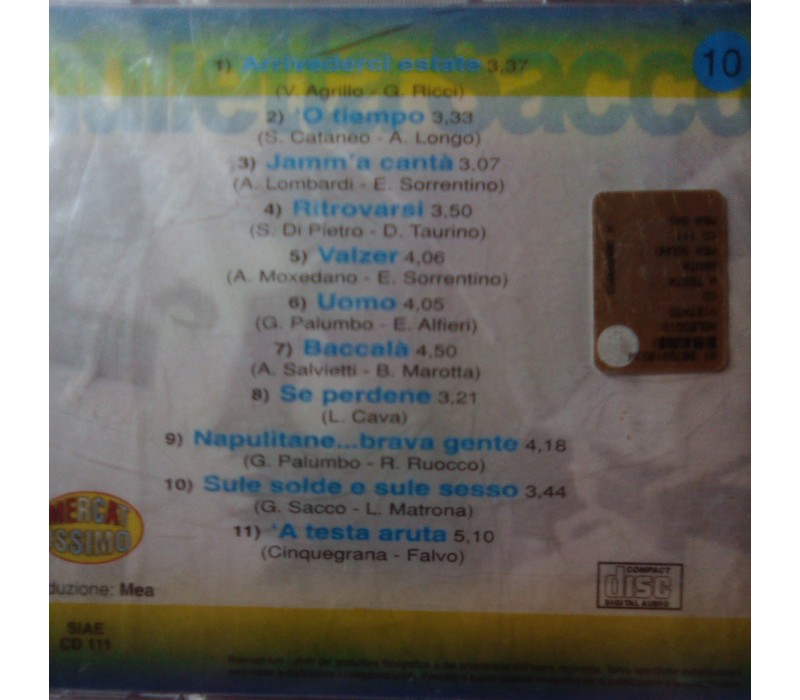 Sacco
10
1) Arrivederci estate 3,37
(V. Agrillo - G. Ricci)
2) 'O tiempo 3,33
(S. Cataneo - A. Longo)
3) Jamm'a cantà 3,07
(A. Lombardi - E. Sorrentino)
4) Ritrovarsi 3,50
(S. Di Pietro - D. Taurino)
5) Valzer 4,06
(A. Moxedano - E. Sorrentino)
6) Uomo 4,05
(G. Palumbo - E. Alfieri)
7) Baccalà 4,50
(A. Salvietti - B. Marotta)
8) Se perdene 3,21
(L. Cava)
9) Napulitane...brava gente 4,18
(G. Palumbo - R. Ruocco)
10) Sule solde e sule sesso 3,44
(G. Sacco - L. Matrona)
11) 'A testa aruta 5,10
(Cinquegrana - Falvo)
MERCAT
ISSIMO
duzione: Mea
COMPACT
disc
DIGITAL AUDIO
SIAE
CD 111